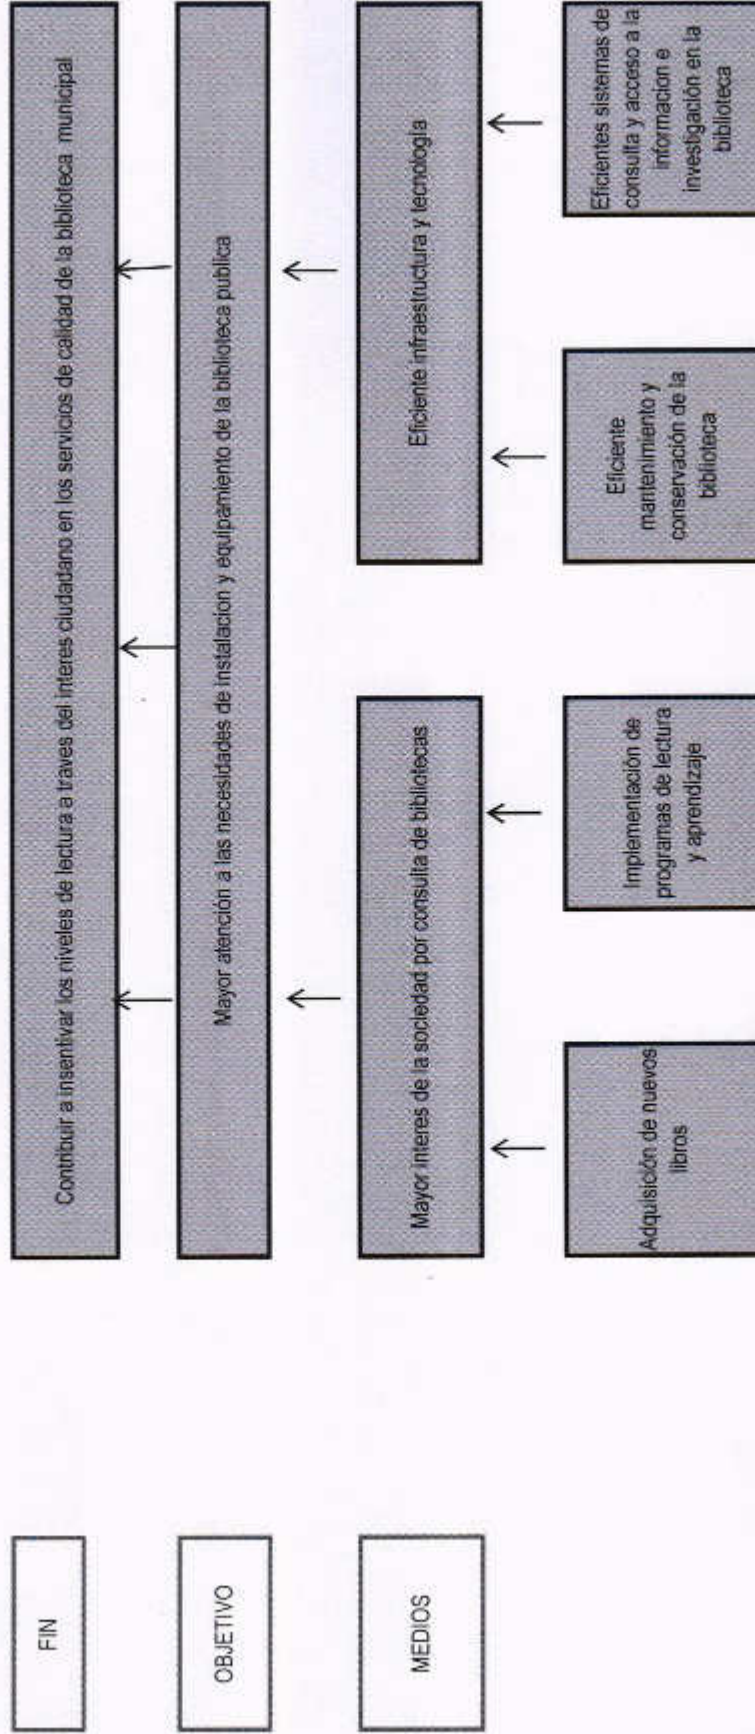 FIN
Contribuir a insentivar los niveles de lectura a traves del interes ciudadano en los servicios de calidad de la biblioteca municipal
OBJETIVO
Mayor atención a las necesidades de instalacion y equipamiento de la biblioteca publica
MEDIOS
Mayor interes de la sociedad por consulta de bibliotecas
Eficiente infraestructura y tecnología
Adquisición de nuevos
libros
Implementación de
programas de lectura
y aprendizaje
Eficiente
mantenimiento y
conservación de la
biblioteca
Eficientes sistemas de
consulta y acceso a la
informacion e
investigación en la
biblioteca